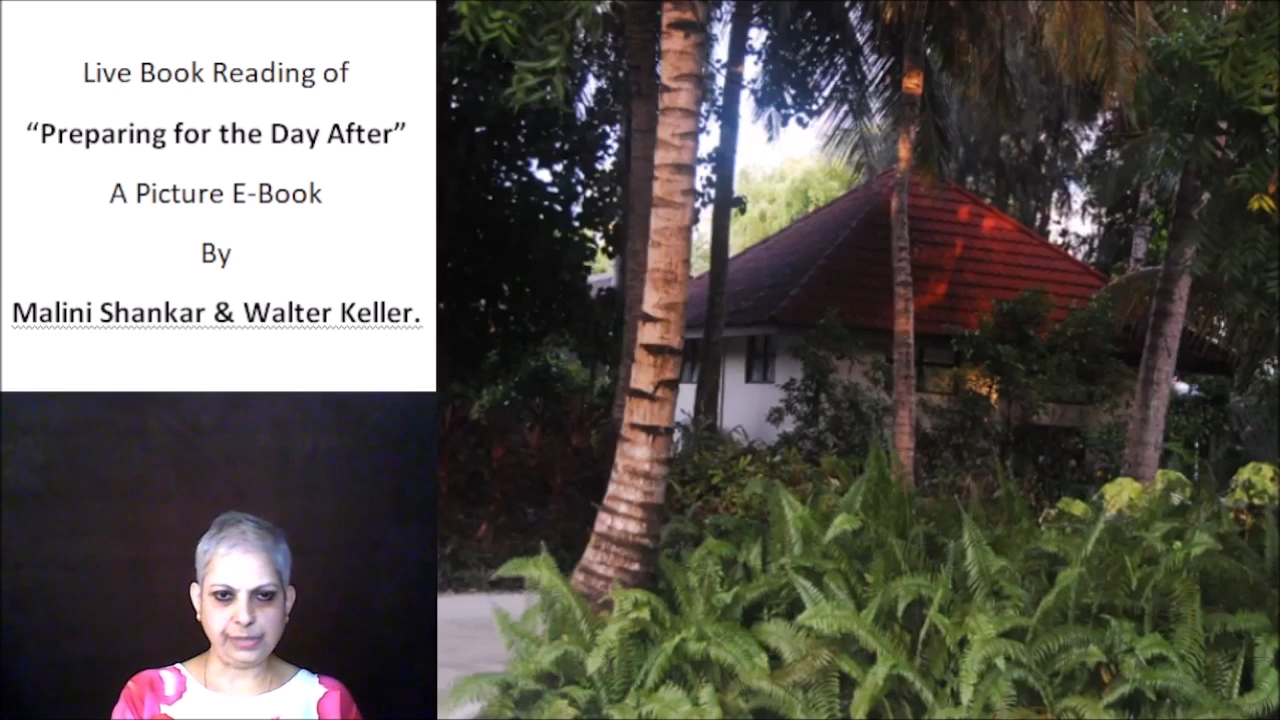 Live Book Reading of
“Preparing for the Day After”
A Picture E-Book
By
Malini Shankar & Walter Keller.